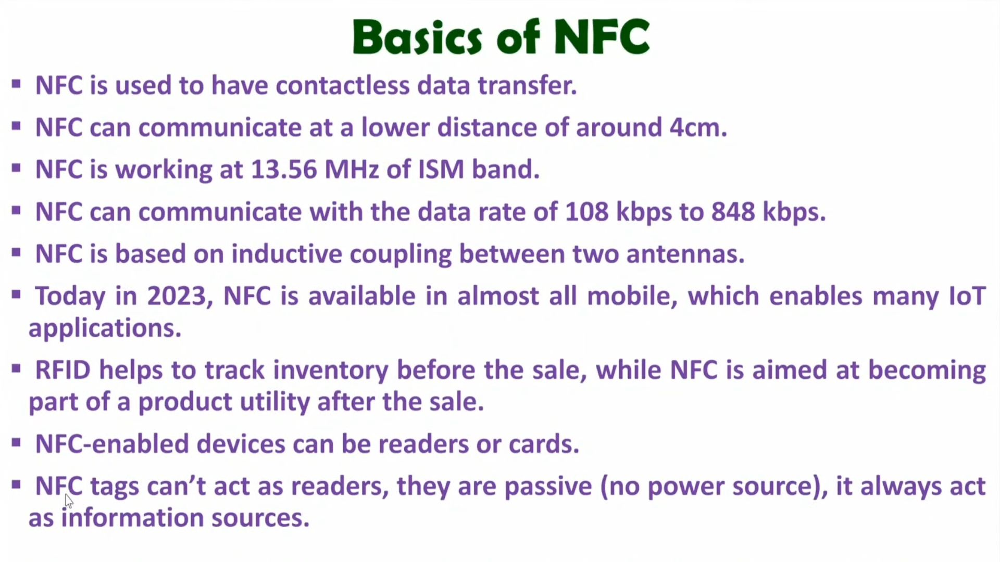 Basics of NFC
▪ NFC is used to have contactless data transfer.
▪ NFC can communicate at a lower distance of around 4cm.
▪ NFC is working at 13.56 MHz of ISM band.
▪ NFC can communicate with the data rate of 108 kbps to 848 kbps.
▪ NFC is based on inductive coupling between two antennas.
▪ Today in 2023, NFC is available in almost all mobile, which enables many IoT
applications.
▪ RFID helps to track inventory before the sale, while NFC is aimed at becoming
part of a product utility after the sale.
▪ NFC-enabled devices can be readers or cards.
▪ NFC tags can’t act as readers, they are passive (no power source), it always act
as information sources.